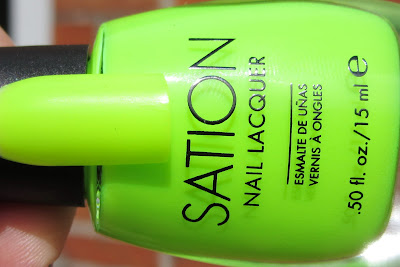 SATION
NAIL LACQUER
ESMALTE DE UÑAS
VERNIS À ONGLES
.50 fl. oz./15 ml e